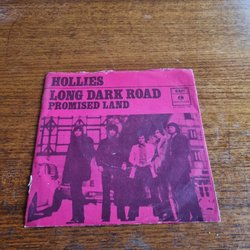 HOLLIES
LONG DARK ROAD
PROMISED LAND